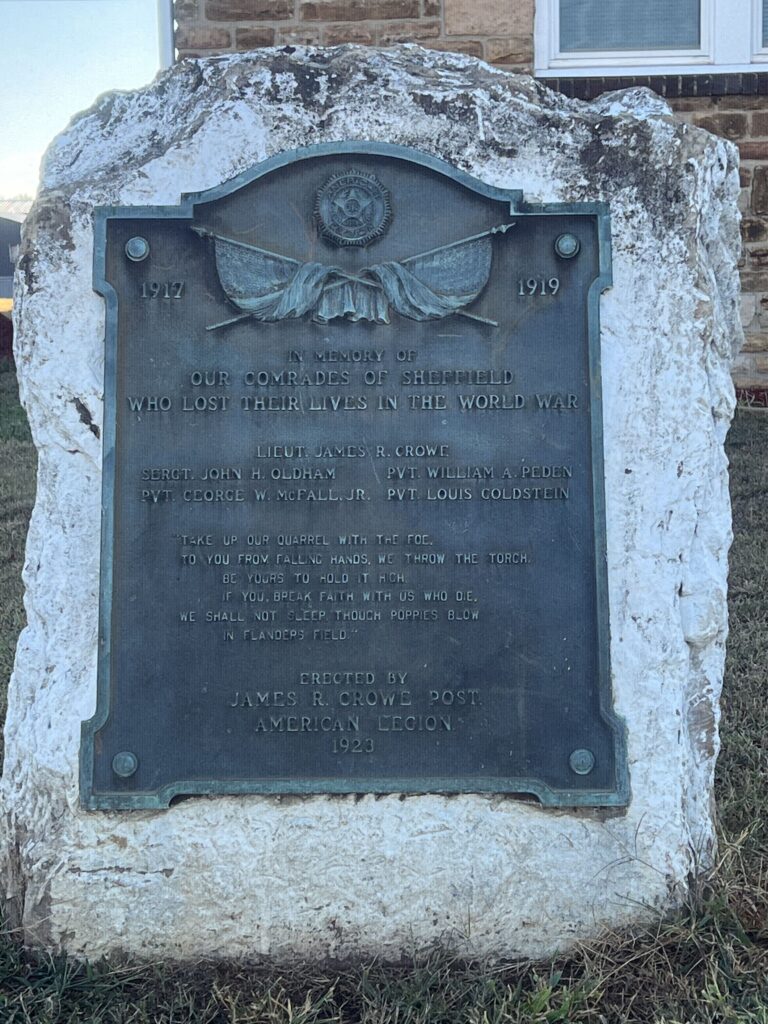 1917
1919
IN MEMORY OF
OUR COMRADES OF SHEFFIELD
WHO LOST THEIR LIVES IN THE WORLD WAR
LIEUT. JAMES R. CROWE
SERGT. JOHN H. OLDHAM PVT. WILLIAM A. PEDEN
PVT. GEORGE W. McFALL, JR. PVT. LOUIS GOLDSTEIN
"TAKE UP OUR QUARREL WITH THE FOE,
TO YOU FROM FALLING HANDS, WE THROW THE TORCH.
BE YOURS TO HOLD IT HIGH,
IF YOU, BREAK FAITH WITH US WHO DIE,
WE SHALL NOT SLEEP, THOUGH POPPIES BLOW
IN FLANDERS FIELD."
ERECTED BY
JAMES R. CROWE POST.
AMERICAN LEGION.
1923